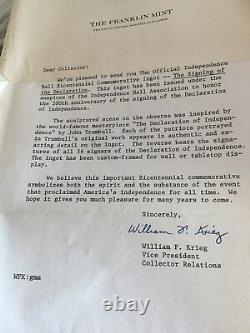 THE FRANKLIN MINT
FRANKLIN CENTER, PENNSYLVANIA
Dear Collector:
We're pleased to send you The Official Independence
Hall Bicentennial Commemorative Ingot -- The Signing of
the Declaration. This ingot has been issued under the
auspices of the Independence Hall Association to honor
the 200th anniversary of the signing of the Declaration
of Independence.
The sculptured scene on the obverse was inspired by
the world-famous masterpiece "The Declaration of Indepen-
dence" by John Trumbull. Each of the patriots portrayed
in Trumbull's original work appears in authentic and ex-
acting detail on the ingot. The reverse bears the signa-
tures of all 56 signers of the Declaration of Independence.
The ingot has been custom-framed for wall or tabletop dis-
play.
We believe this important Bicentennial commemorative
symbolizes both the spirit and the substance of the event
that proclaimed America's independence for all time. We
hope it gives you much pleasure for many years to come.
Sincerely,
William F. Krieg
William F. Krieg
Vice President
Collector Relations
WFK:gms